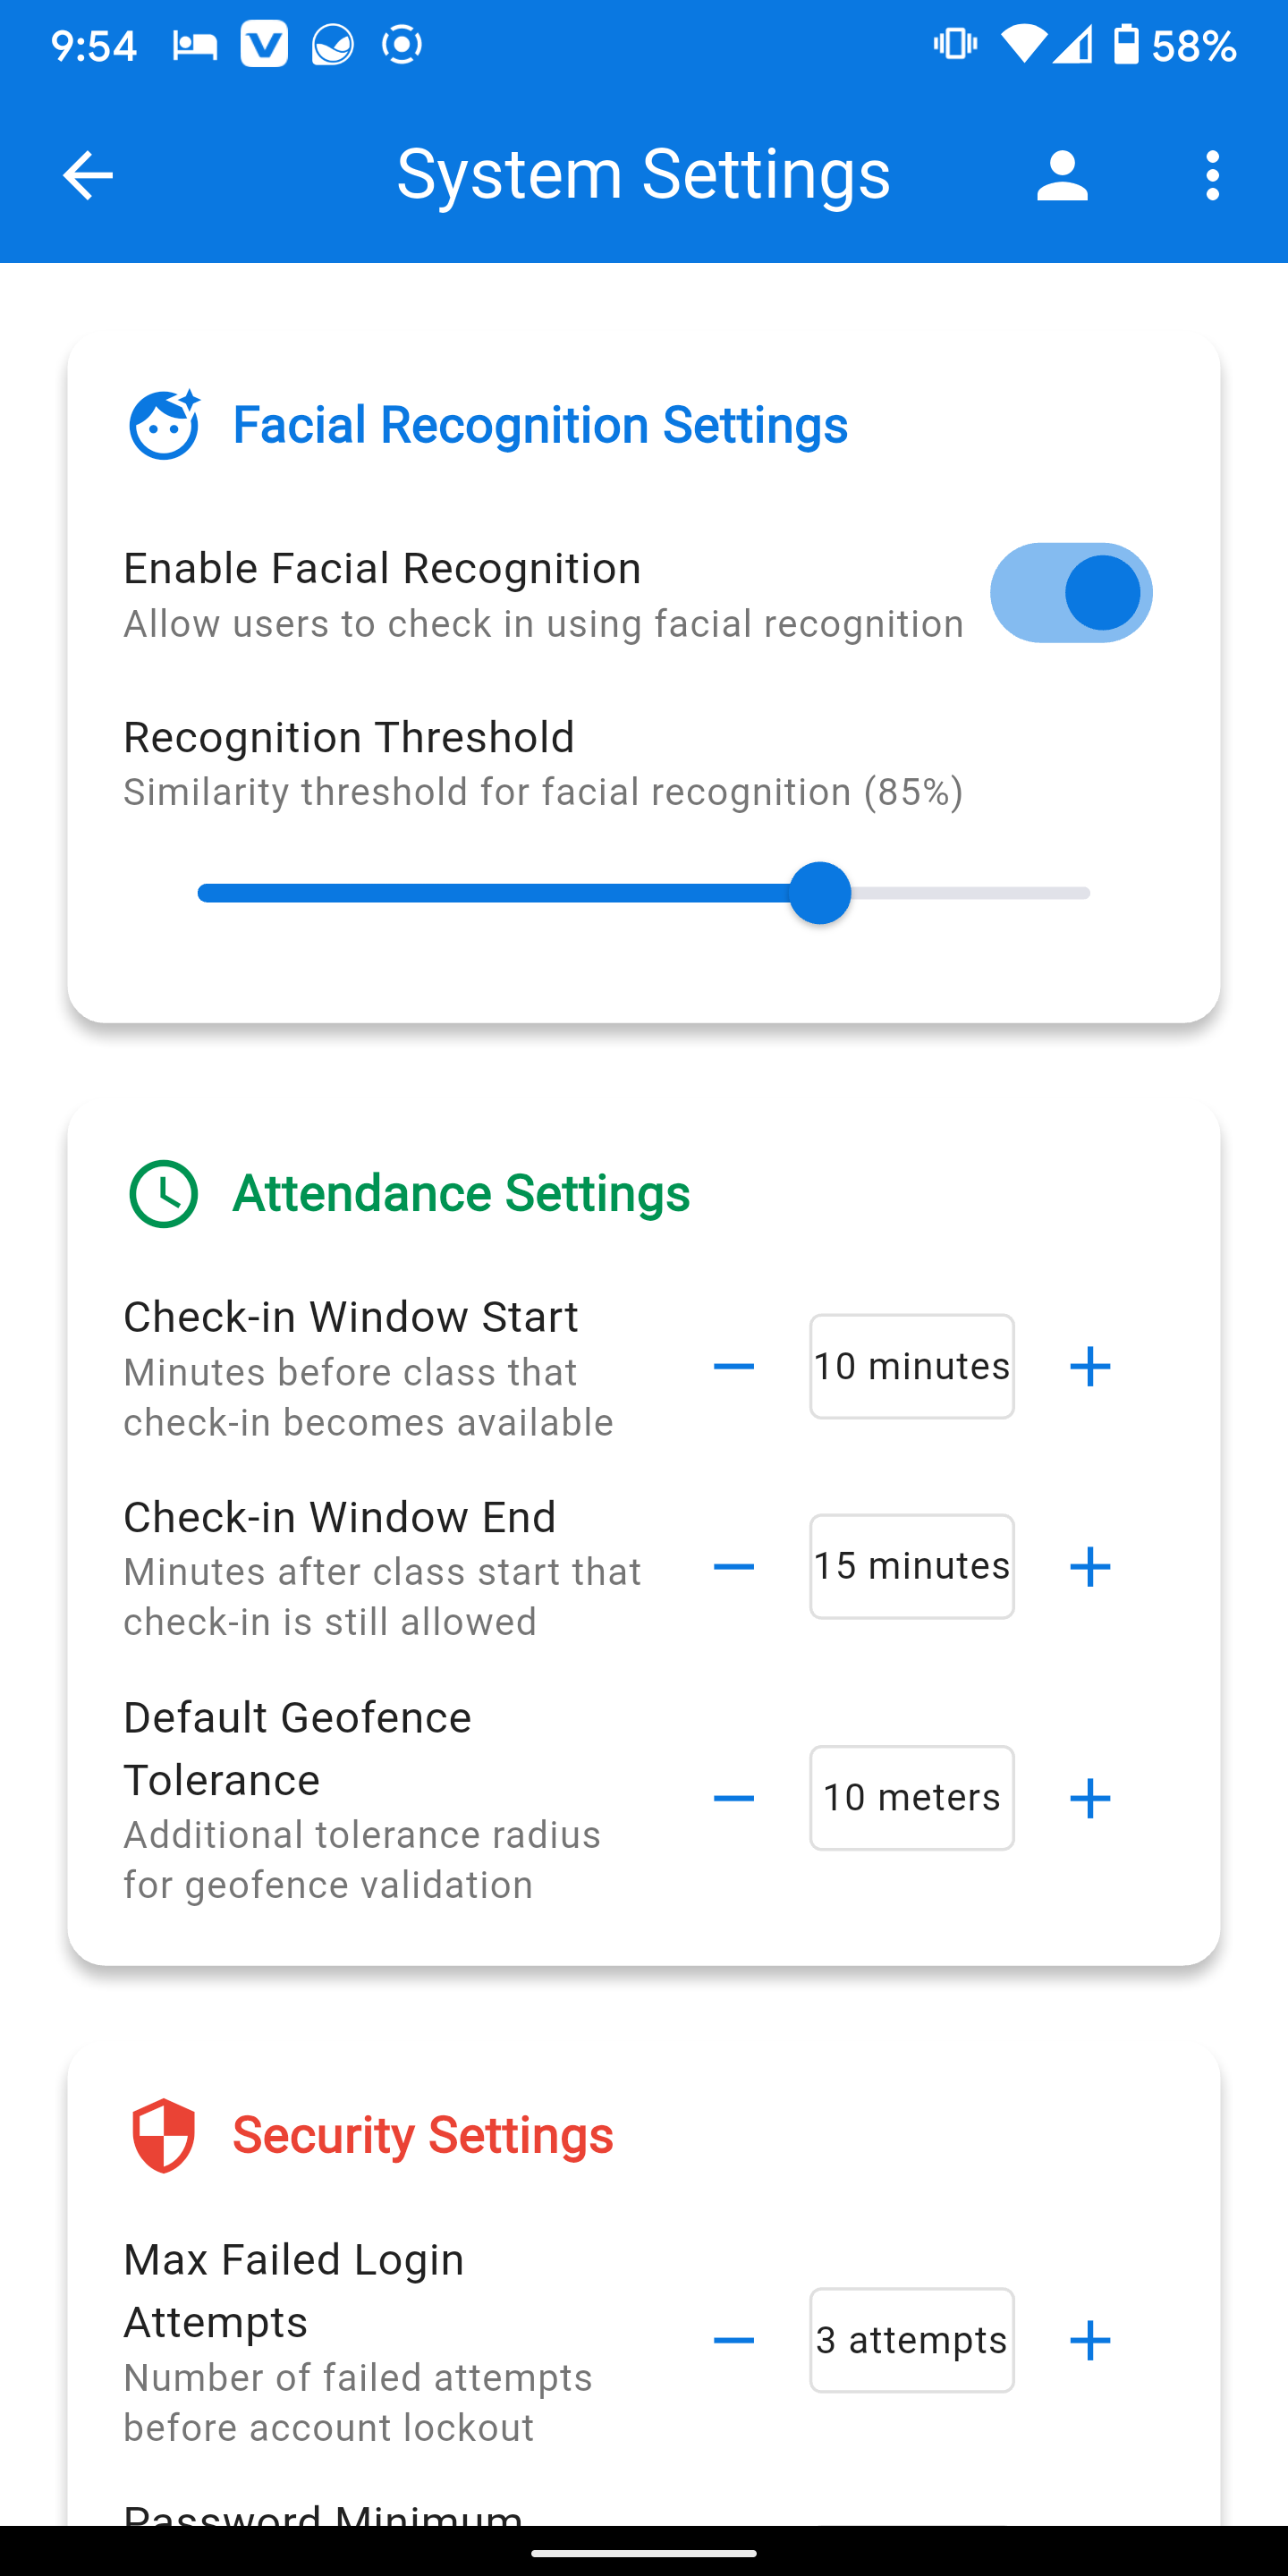 9:54
58%
System Settings
Facial Recognition Settings
Enable Facial Recognition
Allow users to check in using facial recognition
Recognition Threshold
Similarity threshold for facial recognition (85%)
Attendance Settings
Check-in Window Start
Minutes before class that
check-in becomes available
10 minutes
Check-in Window End
Minutes after class start that
check-in is still allowed
15 minutes
Default Geofence
Tolerance
Additional tolerance radius
for geofence validation
10 meters
Security Settings
Max Failed Login
Attempts
Number of failed attempts
before account lockout
3 attempts
Password Minimum